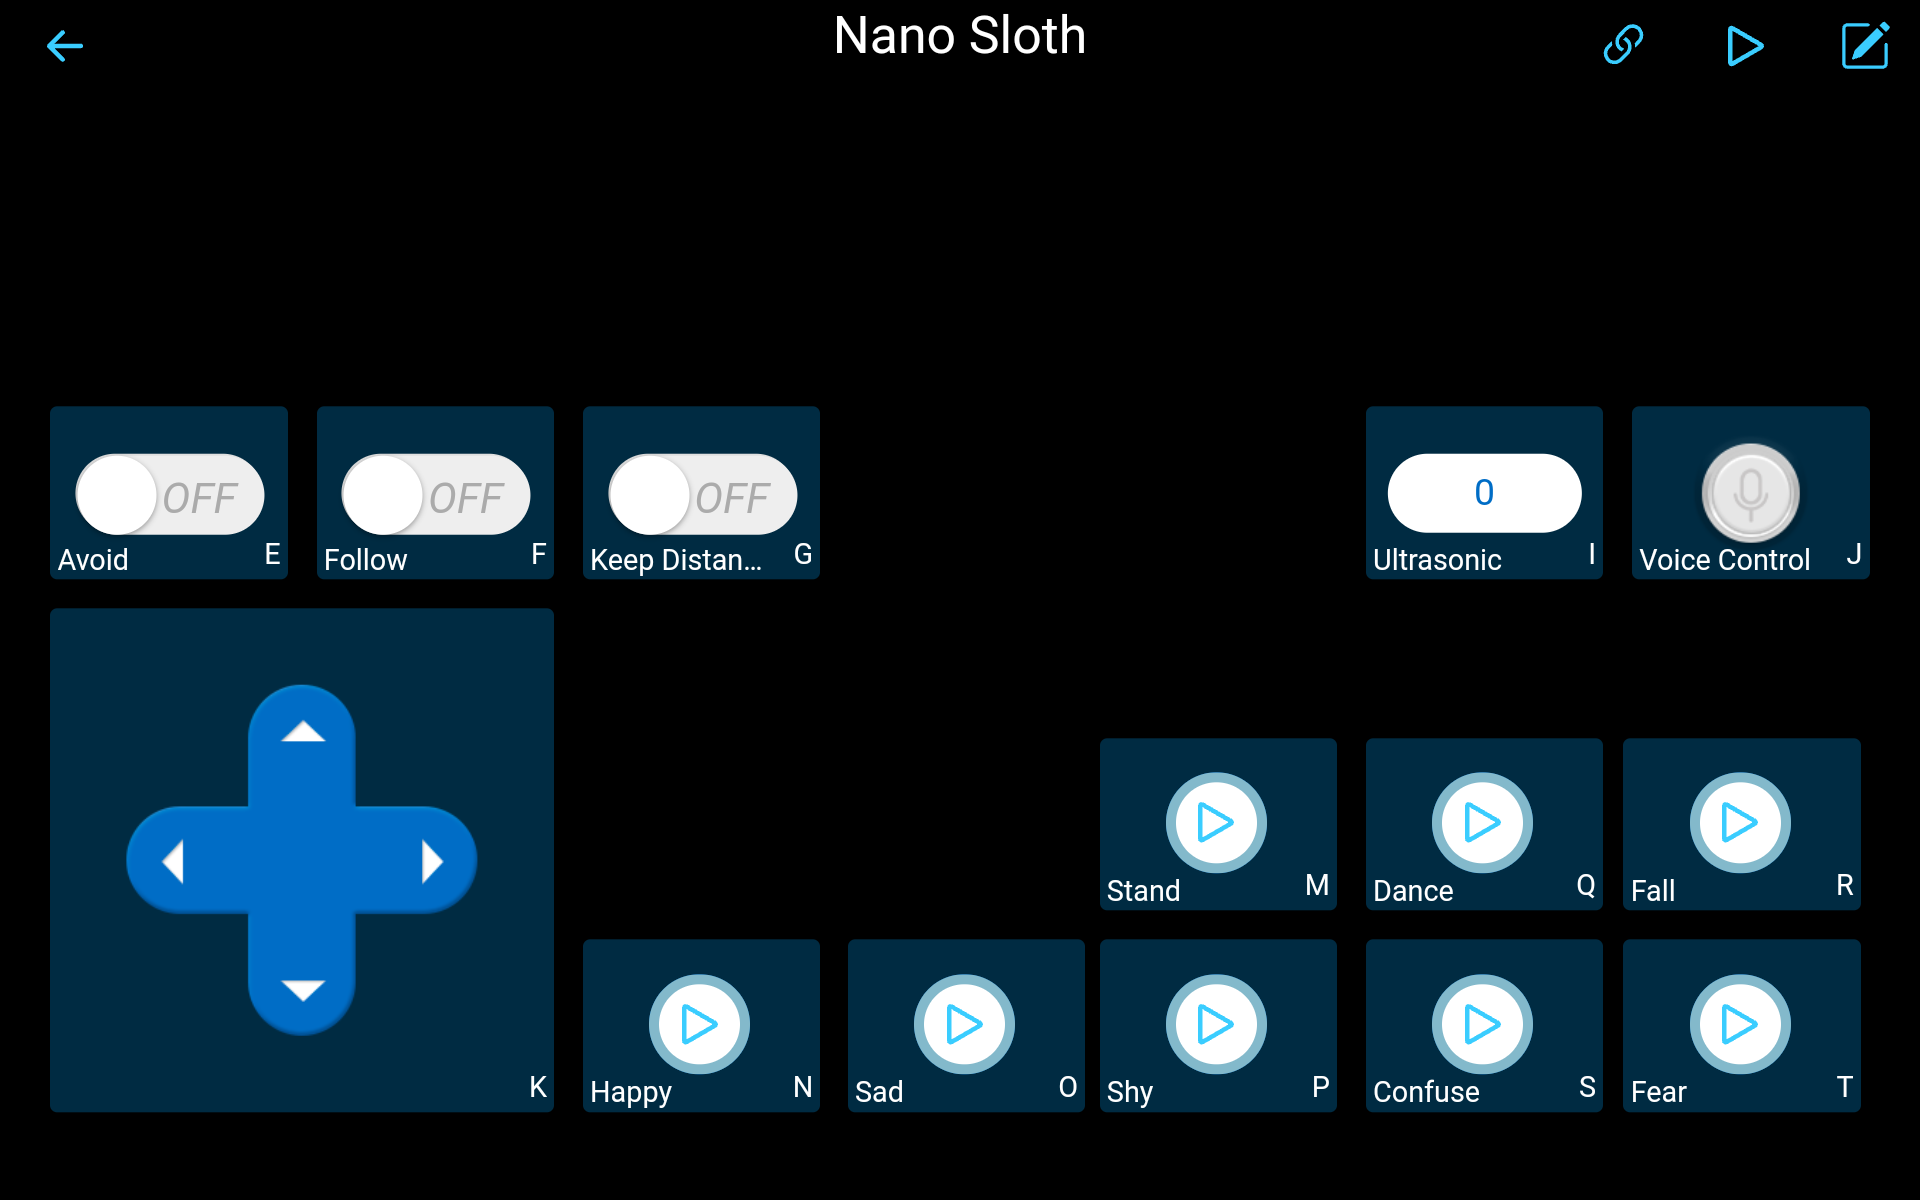 Nano Sloth
OFF
Avoid E
OFF
Follow F
OFF
Keep Distan... G
0
Ultrasonic I
Voice Control J
K
Stand M
Dance Q
Fall R
Happy N
Sad O
Shy P
Confuse S
Fear T